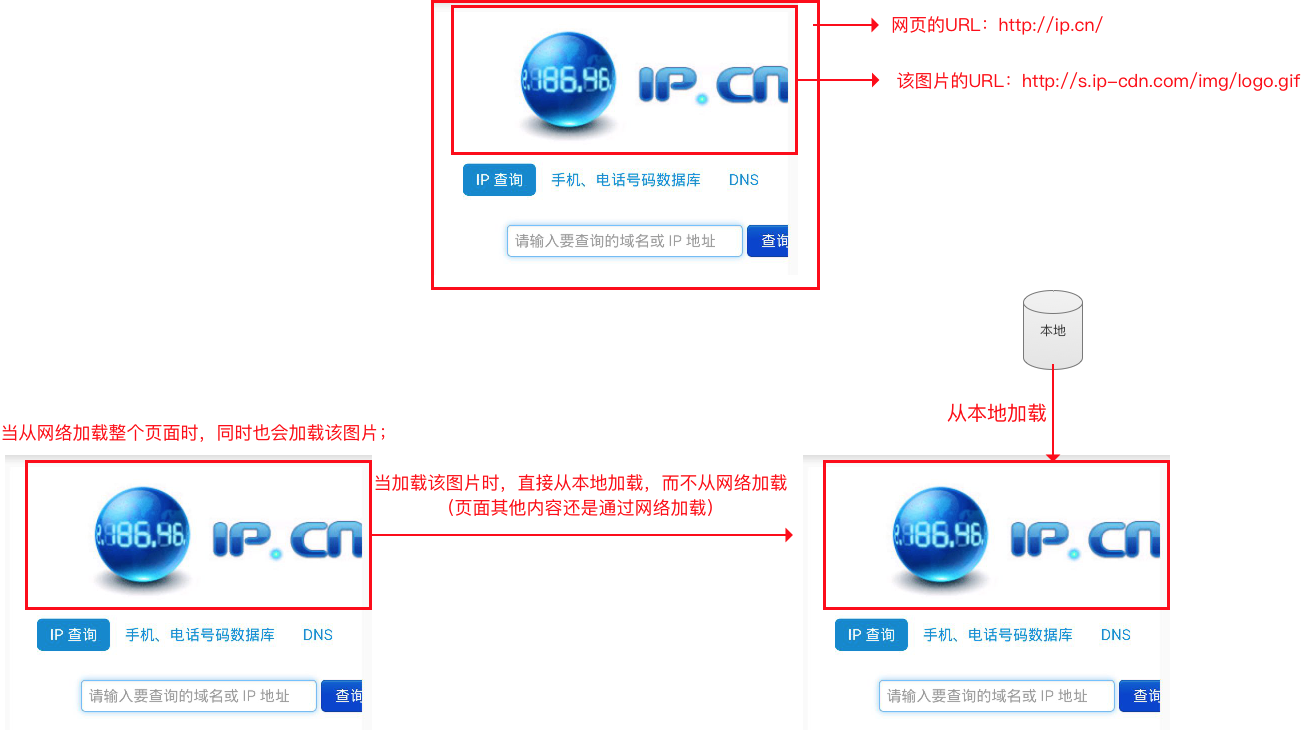 网页的URL：http://ip.cn/
2.186.46.
IP.CN
该图片的URL：http://s.ip-cdn.com/img/logo.gif
IP 查询 手机、电话号码数据库 DNS
请输入要查询的域名或 IP 地址 查询
本地
从本地加载
当从网络加载整个页面时，同时也会加载该图片；
当加载该图片时，直接从本地加载，而不从网络加载
（页面其他内容还是通过网络加载）
2.186.46.
IP.CN
IP 查询 手机、电话号码数据库 DNS
请输入要查询的域名或 IP 地址 查询
2.186.46.
IP.CN
IP 查询 手机、电话号码数据库 DNS
请输入要查询的域名或 IP 地址 查询